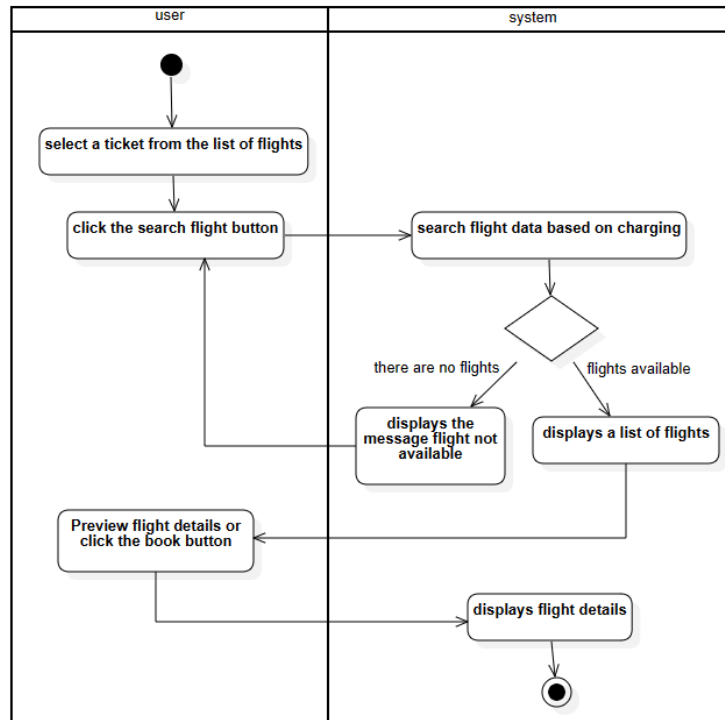 user
system
select a ticket from the list of flights
click the search flight button
search flight data based on charging
there are no flights
flights available
displays the
message flight not
available
displays a list of flights
Preview flight details or
click the book button
displays flight details